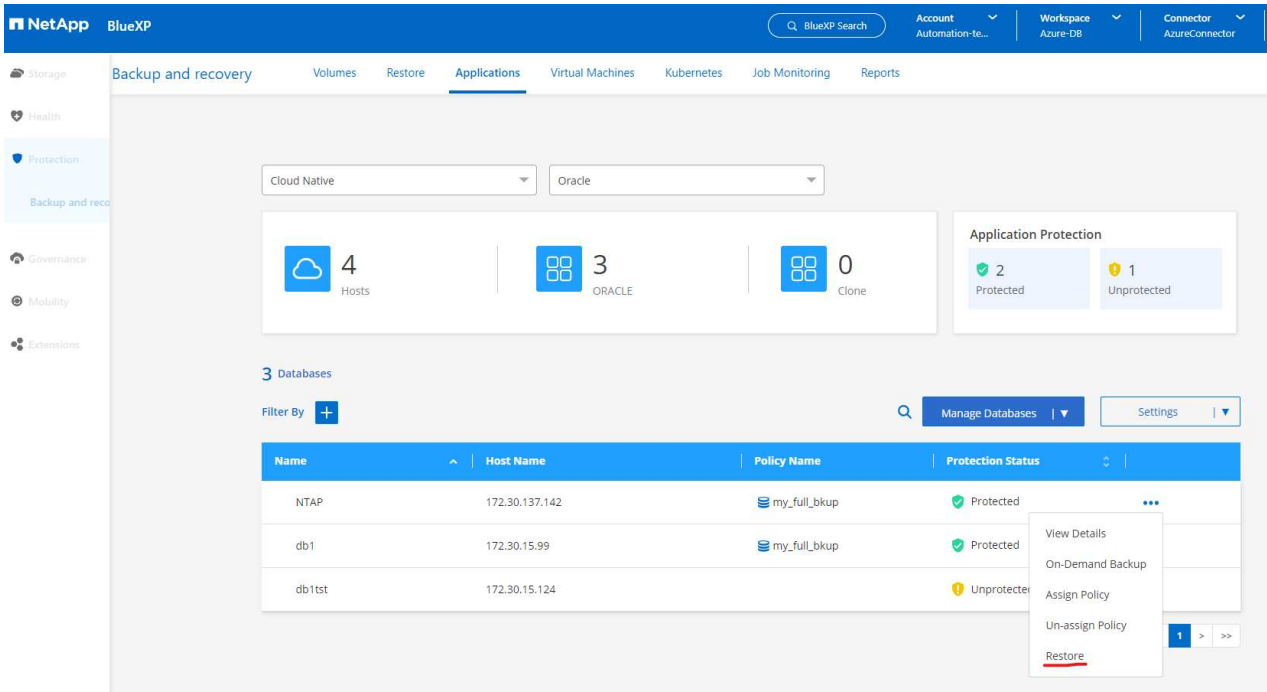 NetApp BlueXP
BlueXP Search
Account
Automation-te...
Workspace
Azure-DB
Connector
AzureConnector
Storage
Health
Protection
Backup and reco
Governance
Mobility
Extensions
Backup and recovery
Volumes
Restore
Applications
Virtual Machines
Kubernetes
Job Monitoring
Reports
Cloud Native
Oracle
4
Hosts
3
ORACLE
0
Clone
Application Protection
2
Protected
1
Unprotected
3 Databases
Filter By +
Manage Databases | ▼
Settings | ▼
Name Host Name Policy Name Protection Status
NTAP 172.30.137.142 my_full_bkup Protected •••
db1 172.30.15.99 my_full_bkup Protected
db1tst 172.30.15.124 Unprotected
View Details
On-Demand Backup
Assign Policy
Un-assign Policy
Restore
1 > >>